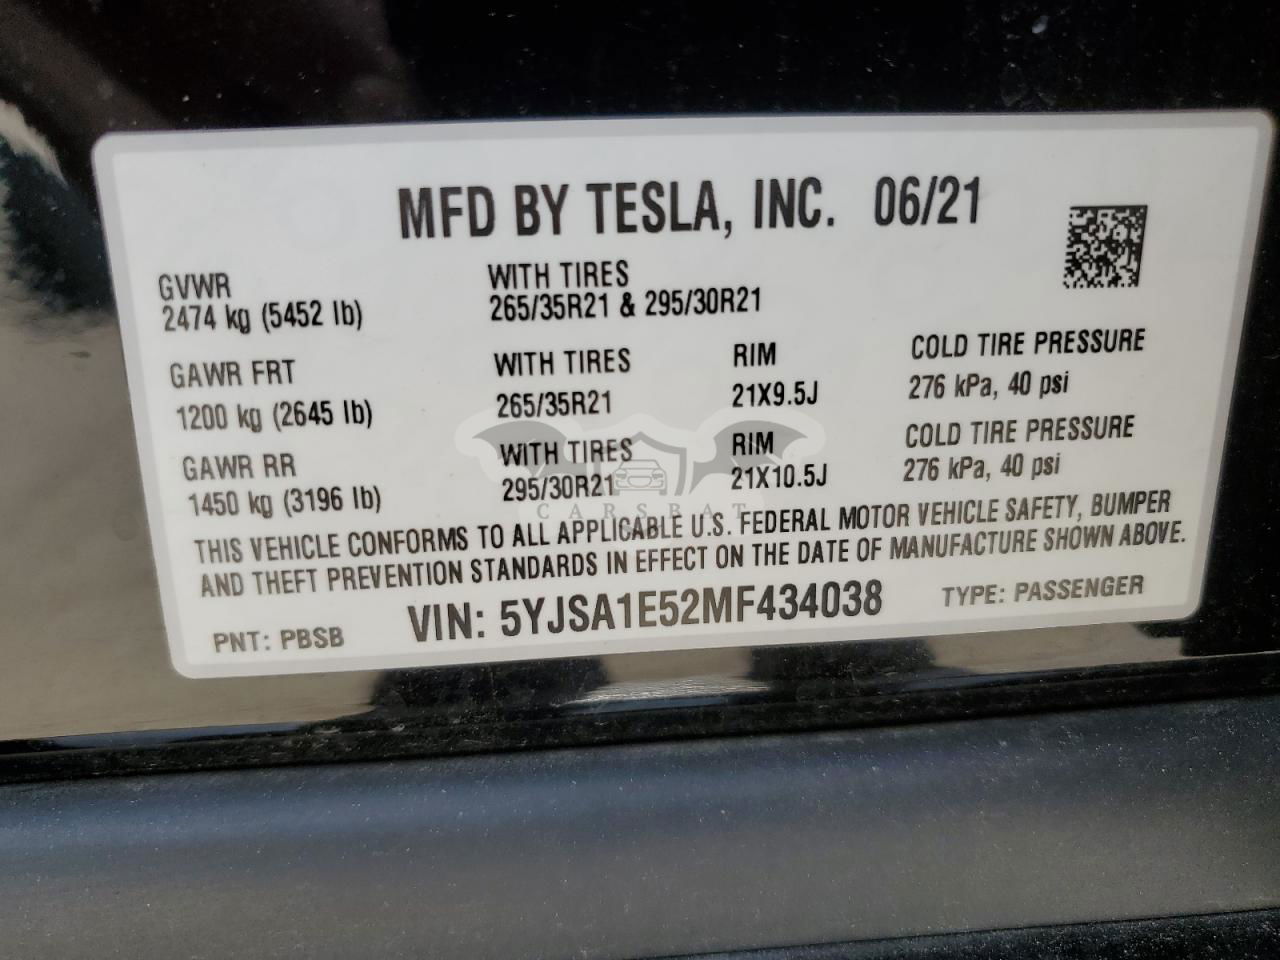 MFD BY TESLA, INC. 06/21
GVWR
2474 kg (5452 lb)
WITH TIRES
265/35R21 & 295/30R21
GAWR FRT
1200 kg (2645 lb)
WITH TIRES
265/35R21
RIM
21X9.5J
COLD TIRE PRESSURE
276 kPa, 40 psi
GAWR RR
1450 kg (3196 lb)
WITH TIRES
295/30R21
RIM
21X10.5J
COLD TIRE PRESSURE
276 kPa, 40 psi
CARSBAT
THIS VEHICLE CONFORMS TO ALL APPLICABLE U.S. FEDERAL MOTOR VEHICLE SAFETY, BUMPER
AND THEFT PREVENTION STANDARDS IN EFFECT ON THE DATE OF MANUFACTURE SHOWN ABOVE.
PNT: PBSB VIN: 5YJSA1E52MF434038 TYPE: PASSENGER